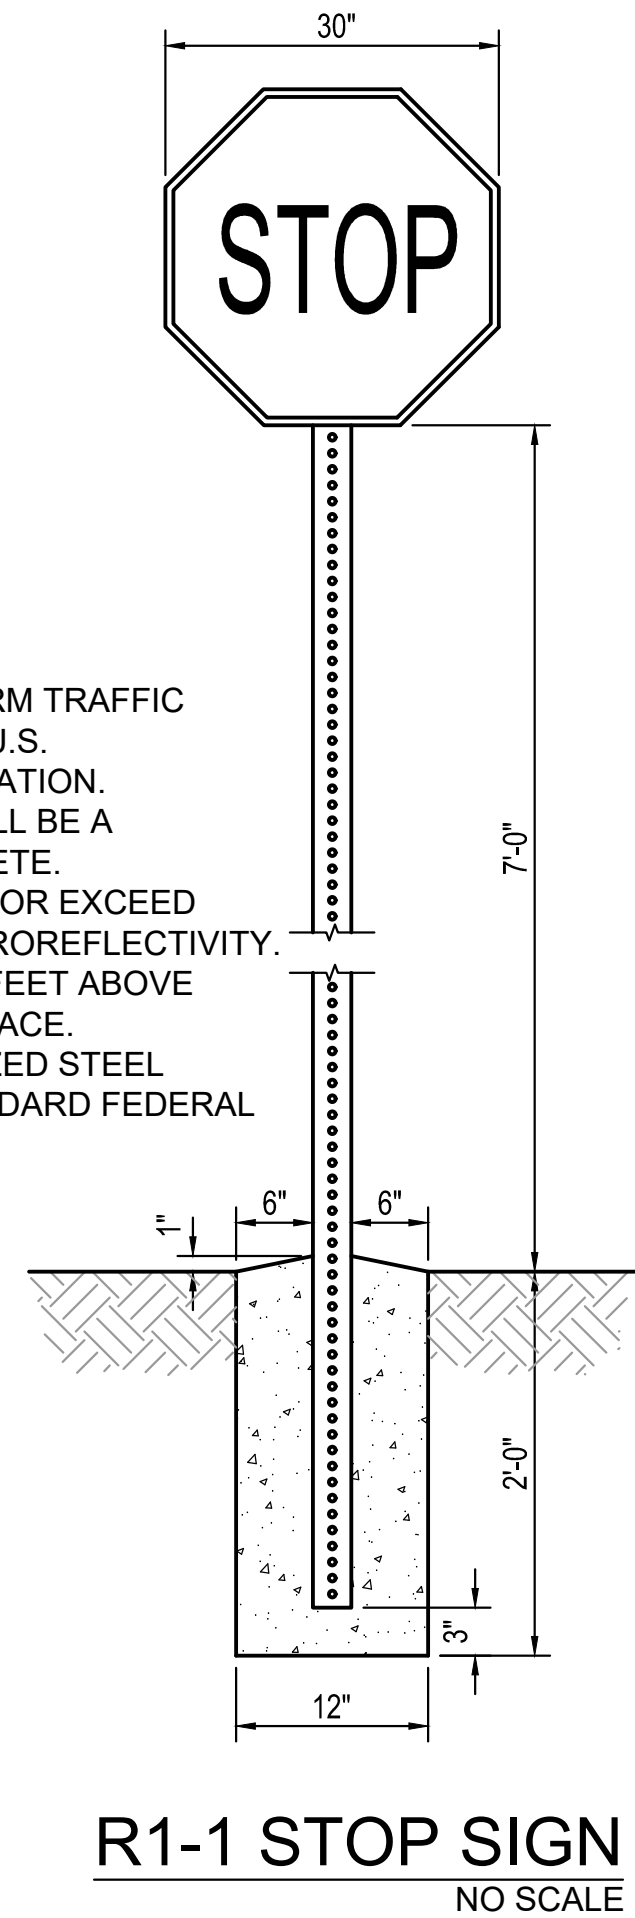 30"
STOP
RM TRAFFIC
U.S.
ATION.
LL BE A
ETE.
OR EXCEED
ROREFLECTIVITY.
FEET ABOVE
ACE.
ZED STEEL
DARD FEDERAL
7'-0"
6"
6"
1"
2'-0"
3"
12"
R1-1 STOP SIGN
NO SCALE